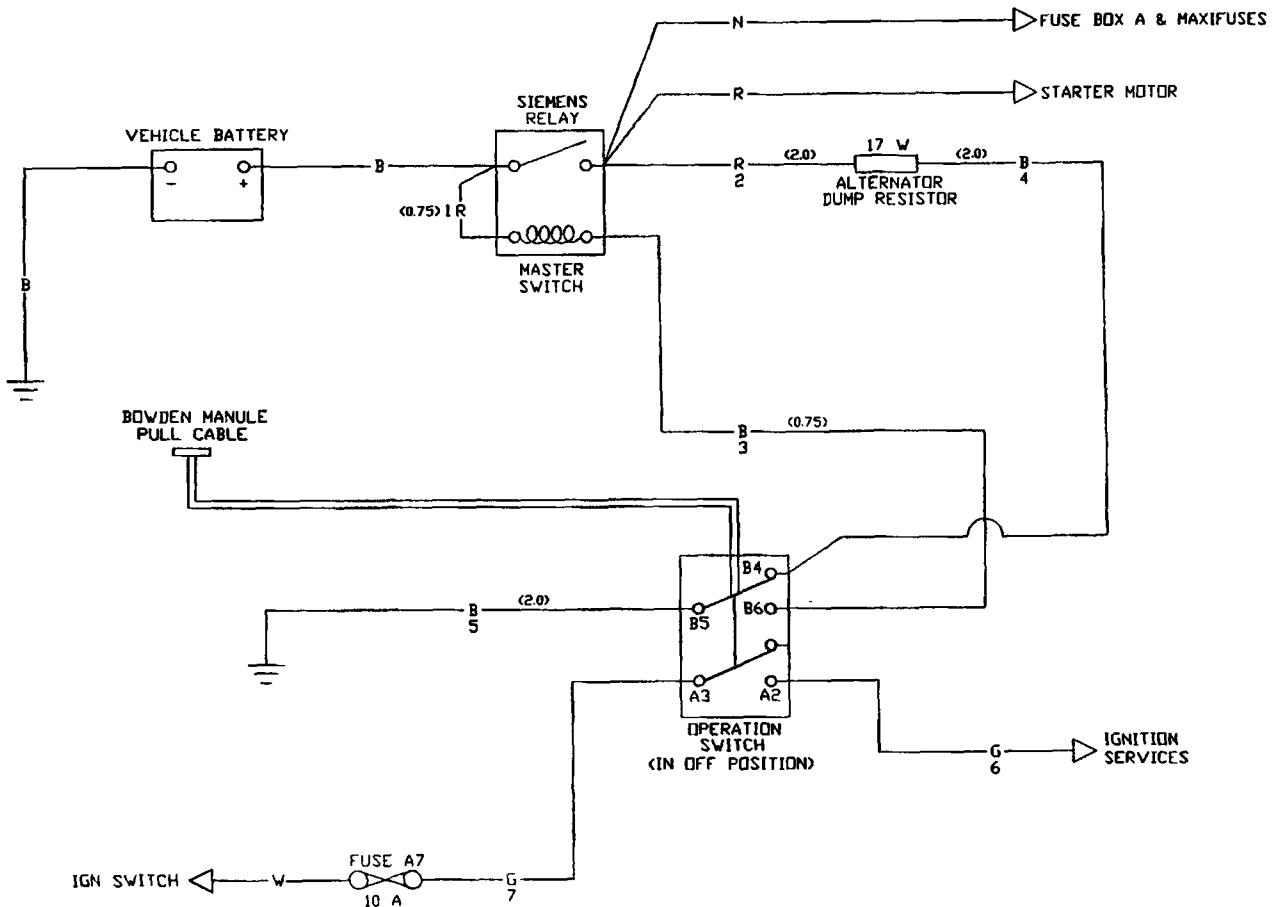 N
FUSE BOX A & MAXIFUSES
R
STARTER MOTOR
SIEMENS
RELAY
VEHICLE BATTERY
B
- +
(0.75) 1 R
R
2
(2.0)
17 W
(2.0)
B
4
ALTERNATOR
DUMP RESISTOR
MASTER
SWITCH
B
BOWDEN MANULE
PULL CABLE
B
3
(0.75)
B4
B
5
(2.0)
B5
B6
A3
A2
OPERATION
SWITCH
(IN OFF POSITION)
G
6
IGNITION
SERVICES
IGN SWITCH
W
FUSE A7
10 A
G
7